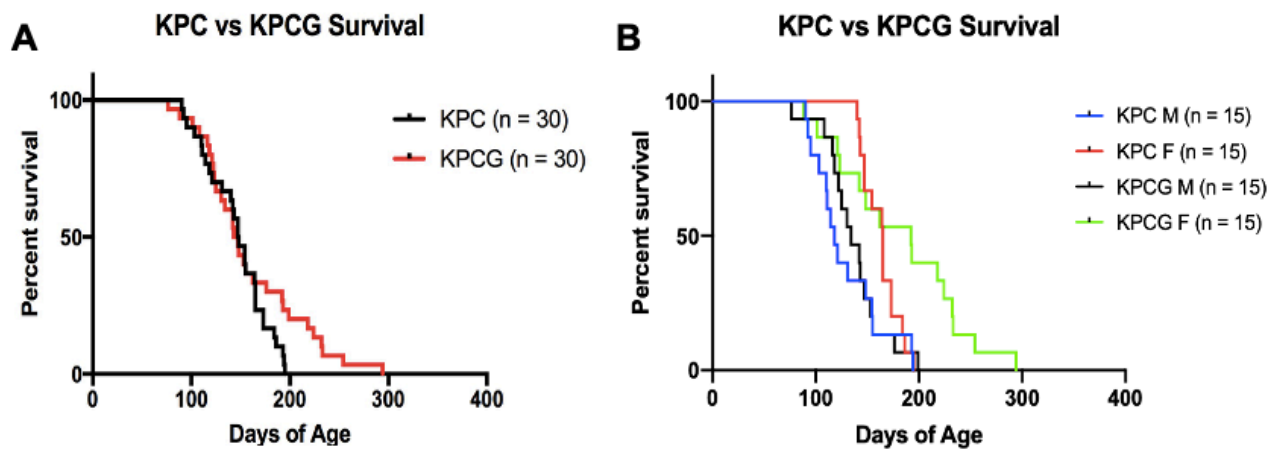 A
KPC vs KPCG Survival
Percent survival
100
50
0
0 100 200 300 400
Days of Age
KPC (n = 30)
KPCG (n = 30)
B
KPC vs KPCG Survival
Percent survival
100
50
0
0 100 200 300 400
Days of Age
KPC M (n = 15)
KPC F (n = 15)
KPCG M (n = 15)
KPCG F (n = 15)